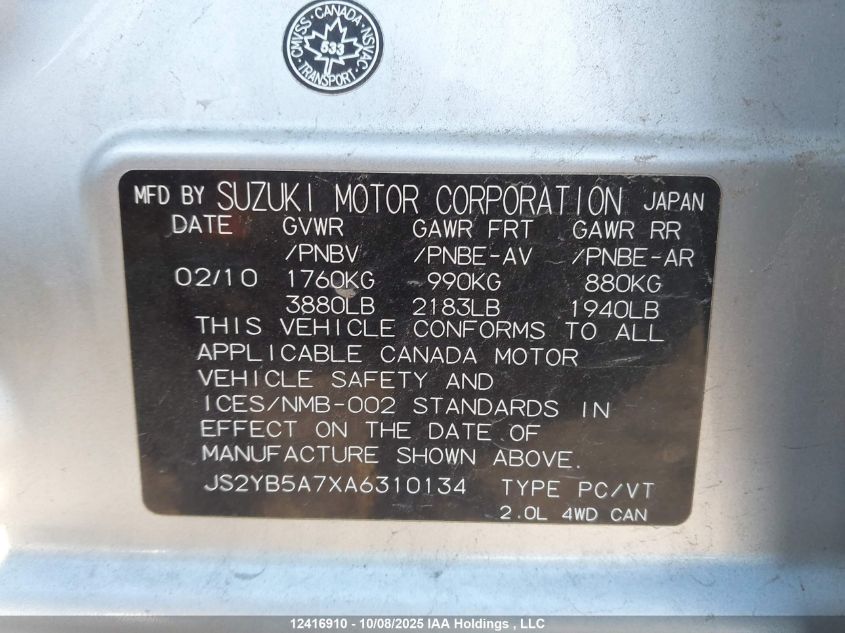 CANADA
CMVSS NSVAC
533
TRANSPORT
MFD BY SUZUKI MOTOR CORPORATION JAPAN
DATE GVWR GAWR FRT GAWR RR
/PNBV /PNBE-AV /PNBE-AR
02/10 1760KG 990KG 880KG
3880LB 2183LB 1940LB
THIS VEHICLE CONFORMS TO ALL
APPLICABLE CANADA MOTOR
VEHICLE SAFETY AND
ICES/NMB-002 STANDARDS IN
EFFECT ON THE DATE OF
MANUFACTURE SHOWN ABOVE.
JS2YB5A7XA6310134 TYPE PC/VT
2.0L 4WD CAN
12416910 - 10/08/2025 IAA Holdings , LLC